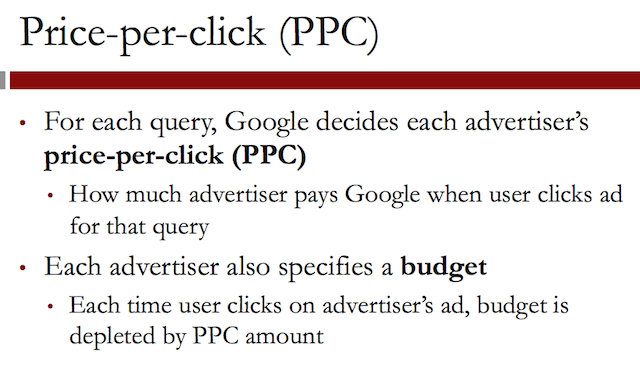 Price-per-click (PPC)
• For each query, Google decides each advertiser's
price-per-click (PPC)
• How much advertiser pays Google when user clicks ad
for that query
• Each advertiser also specifies a budget
• Each time user clicks on advertiser's ad, budget is
depleted by PPC amount